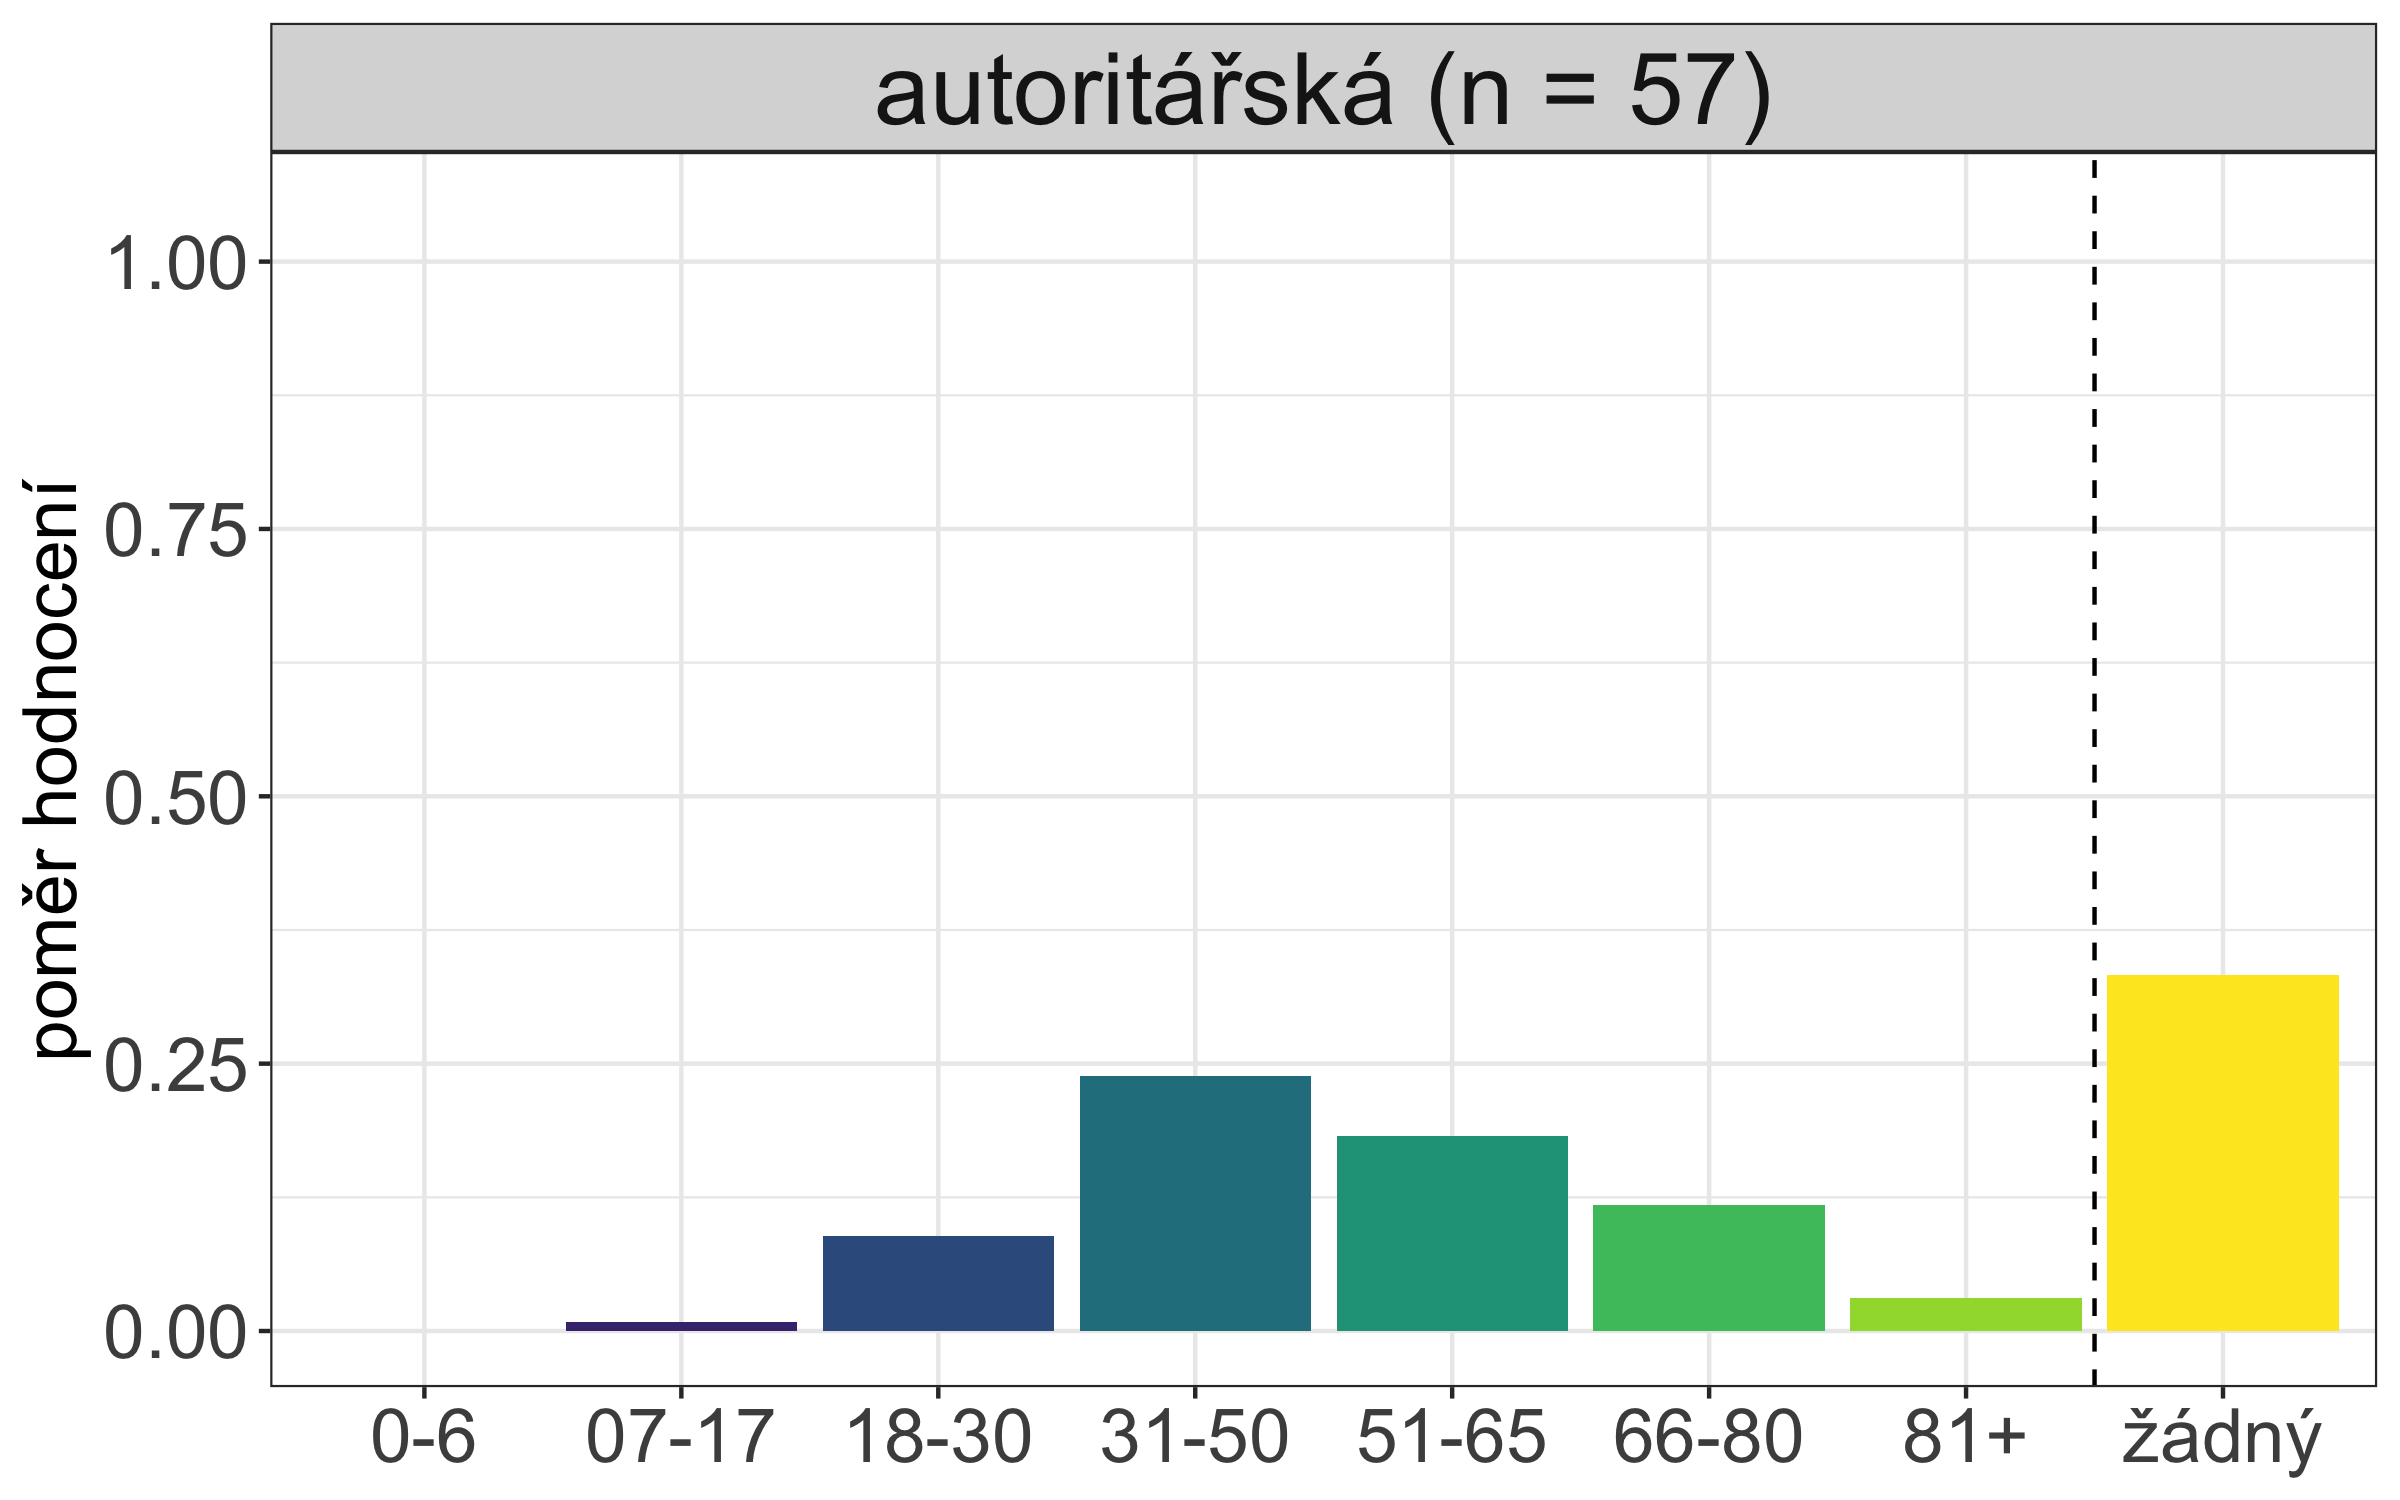 autoritářská (n = 57)
poměr hodnocení
1.00
0.75
0.50
0.25
0.00
0-6 07-17 18-30 31-50 51-65 66-80 81+ žádný